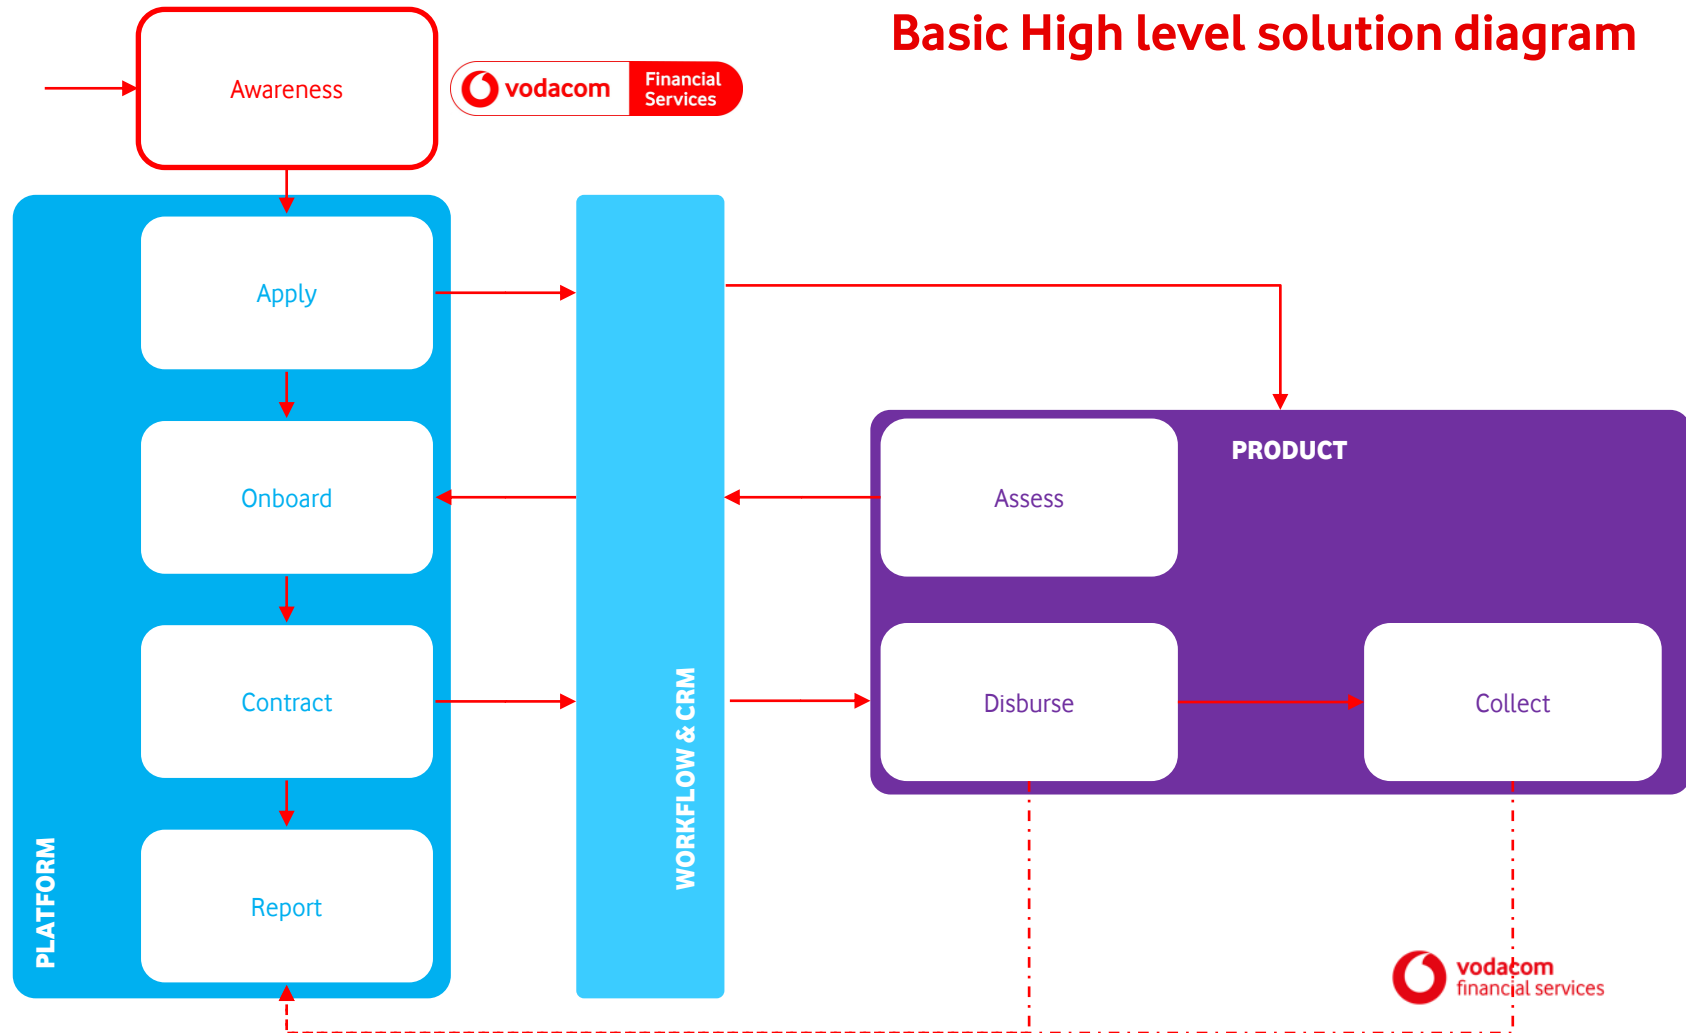 Basic High level solution diagram
Awareness
vodacom
Financial
Services
Apply
PRODUCT
Onboard
Assess
Contract
Disburse
Collect
WORKFLOW & CRM
PLATFORM
Report
vodacom
financial services